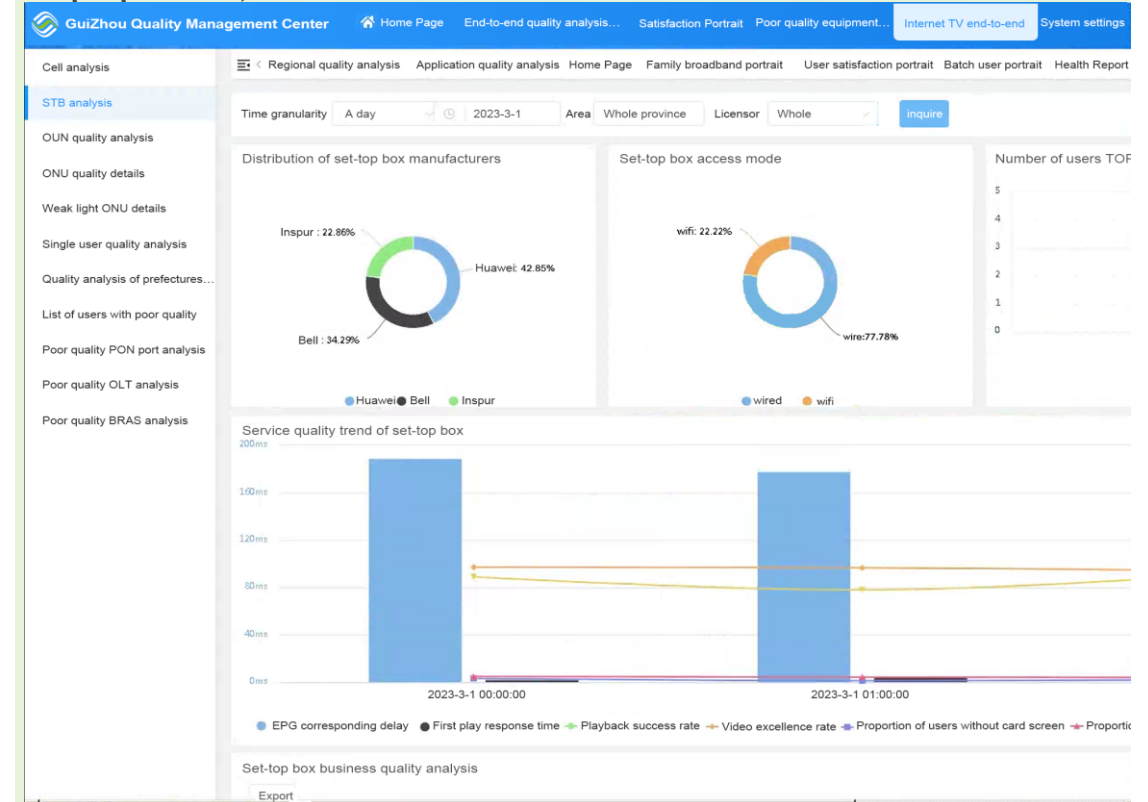 GuiZhou Quality Management Center
Home Page
End-to-end quality analysis...
Satisfaction Portrait
Poor quality equipment...
Internet TV end-to-end
System settings
Cell analysis
STB analysis
OUN quality analysis
ONU quality details
Weak light ONU details
Single user quality analysis
Quality analysis of prefectures...
List of users with poor quality
Poor quality PON port analysis
Poor quality OLT analysis
Poor quality BRAS analysis
Regional quality analysis
Application quality analysis
Home Page
Family broadband portrait
User satisfaction portrait
Batch user portrait
Health Report
Time granularity A day 2023-3-1 Area Whole province Licensor Whole inquire
Distribution of set-top box manufacturers
Inspur : 22.86%
Huawei: 42.85%
Bell : 34.29%
Huawei Bell Inspur
Set-top box access mode
wifi: 22.22%
wire:77.78%
wired wifi
Number of users TOP
5
4
3
2
1
0
Service quality trend of set-top box
200ms
160ms
120ms
80ms
40ms
0ms
2023-3-1 00:00:00
2023-3-1 01:00:00
EPG corresponding delay First play response time Playback success rate Video excellence rate Proportion of users without card screen Proportic
Set-top box business quality analysis
Export